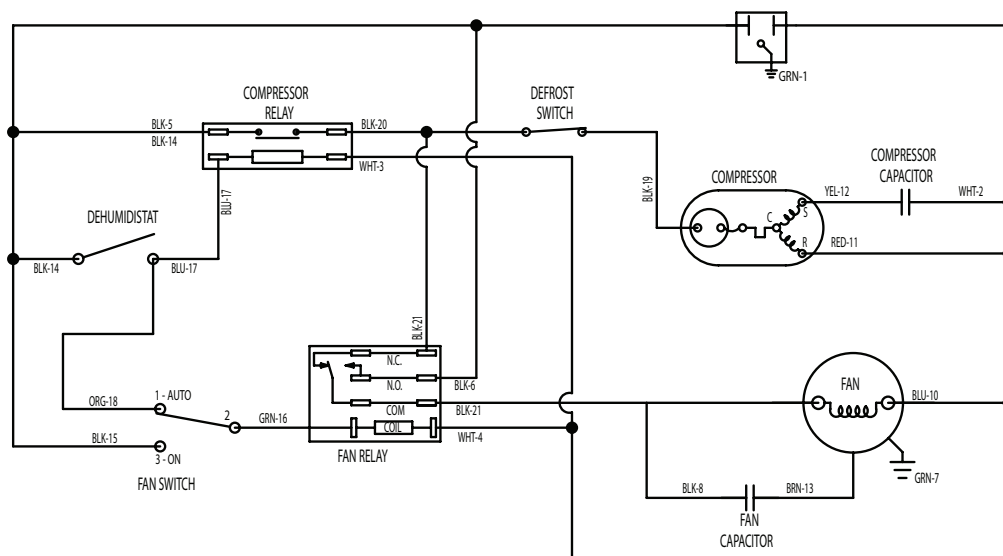 GRN-1
COMPRESSOR
RELAY
DEFROST
SWITCH
BLK-5
BLK-14
BLK-20
WHT-3
BLU-17
BLK-19
COMPRESSOR
COMPRESSOR
CAPACITOR
YEL-12
WHT-2
C
S
R
RED-11
DEHUMIDISTAT
BLK-14
BLU-17
BLK-21
N.C.
N.O.
BLK-6
COM
BLK-21
COIL
WHT-4
FAN RELAY
ORG-18
1 - AUTO
2
GRN-16
BLK-15
3 - ON
FAN SWITCH
FAN
BLU-10
GRN-7
BLK-8
BRN-13
FAN
CAPACITOR